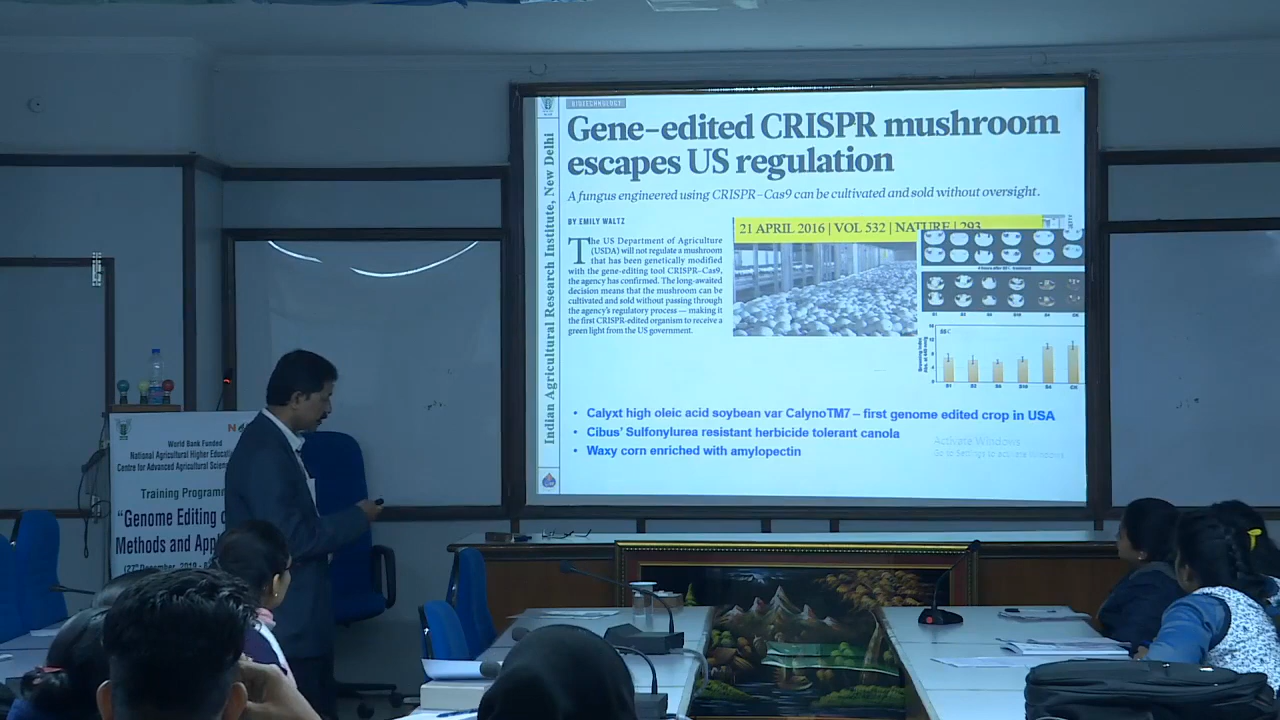 BIOTECHNOLOGY
Gene-edited CRISPR mushroom
escapes US regulation
A fungus engineered using CRISPR–Cas9 can be cultivated and sold without oversight.
BY EMILY WALTZ
The US Department of Agriculture
(USDA) will not regulate a mushroom
that has been genetically modified
with the gene-editing tool CRISPR–Cas9,
the agency has confirmed. The long-awaited
decision means that the mushroom can be
cultivated and sold without passing through
the agency's regulatory process — making it
the first CRISPR-edited organism to receive a
green light from the US government.
21 APRIL 2016 | VOL 532 | NATURE | 293
• Calyxt high oleic acid soybean var CalynoTM7 – first genome edited crop in USA
• Cibus' Sulfonylurea resistant herbicide tolerant canola
• Waxy corn enriched with amylopectin
Activate Windows
Go to Settings to activate Windows.
Indian Agricultural Research Institute, New Delhi
World Bank Funded
National Agricultural Higher Educa
Centre for Advanced Agricultural Scien
Training Program
"Genome Editing
Methods and Appl
(27th December, 2019 -